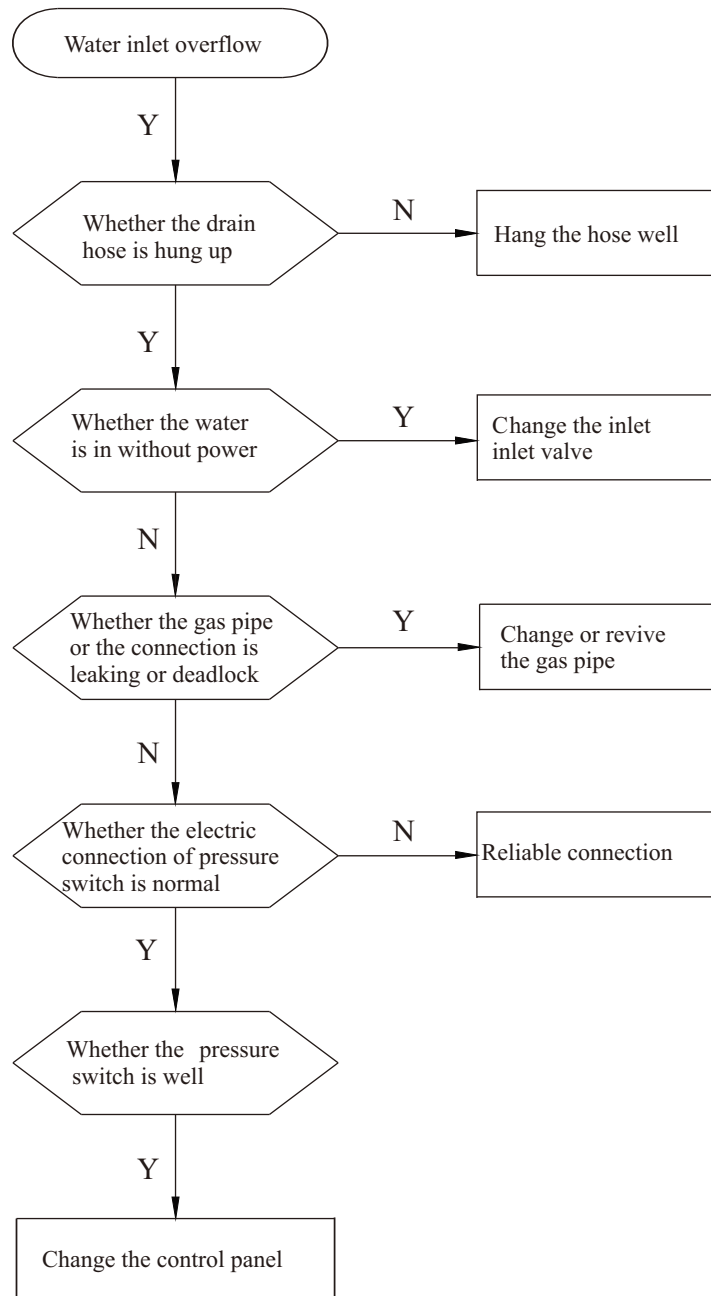 Water inlet overflow
Y
Whether the drain
hose is hung up
N
Hang the hose well
Y
Whether the water
is in without power
Y
Change the inlet
inlet valve
N
Whether the gas pipe
or the connection is
leaking or deadlock
Y
Change or revive
the gas pipe
N
Whether the electric
connection of pressure
switch is normal
N
Reliable connection
Y
Whether the pressure
switch is well
Y
Change the control panel